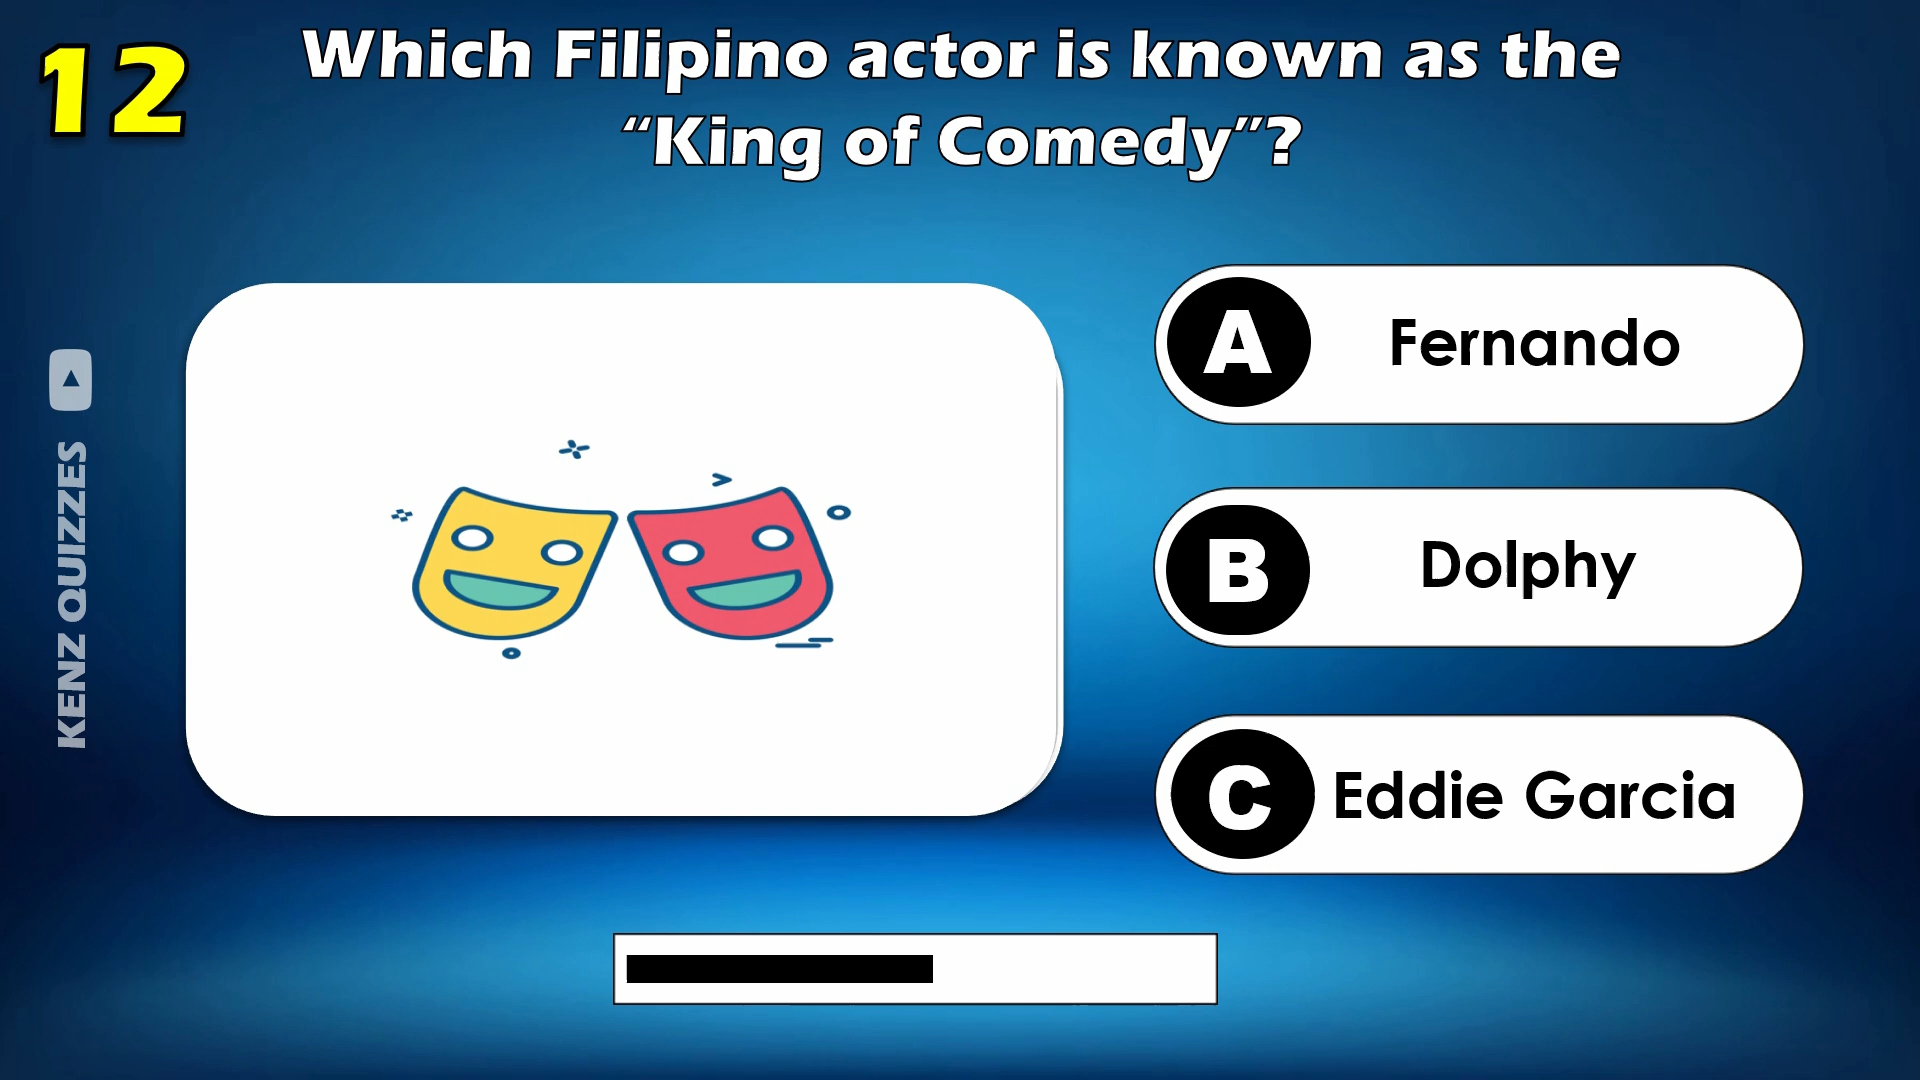 12
Which Filipino actor is known as the
“King of Comedy”?
A Fernando
B Dolphy
C Eddie Garcia
KENZ QUIZZES